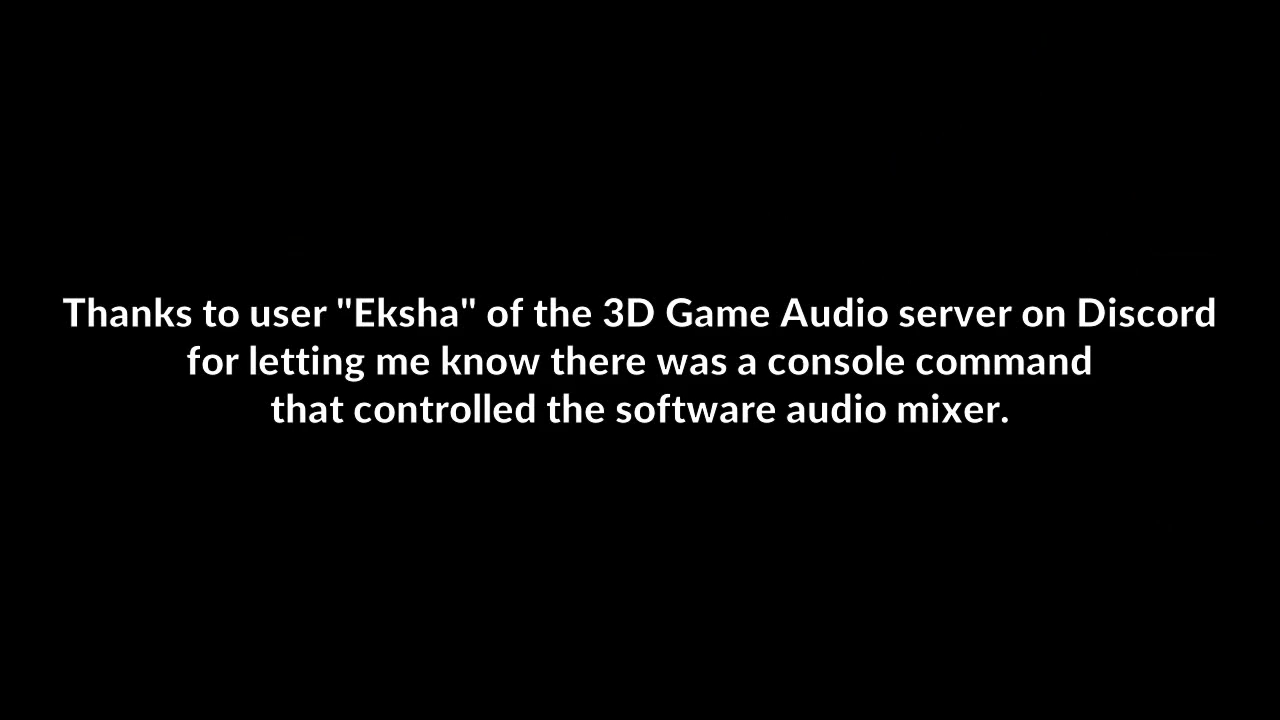 Thanks to user "Eksha" of the 3D Game Audio server on Discord
for letting me know there was a console command
that controlled the software audio mixer.